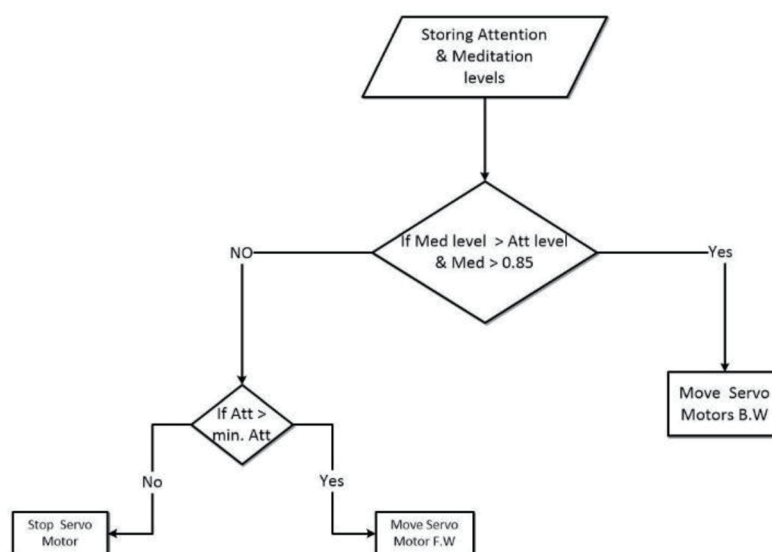 Storing Attention
& Meditation
levels
If Med level > Att level
& Med > 0.85
NO
Yes
Move Servo
Motors B.W
If Att >
min. Att
No
Yes
Stop Servo
Motor
Move Servo
Motor F.W